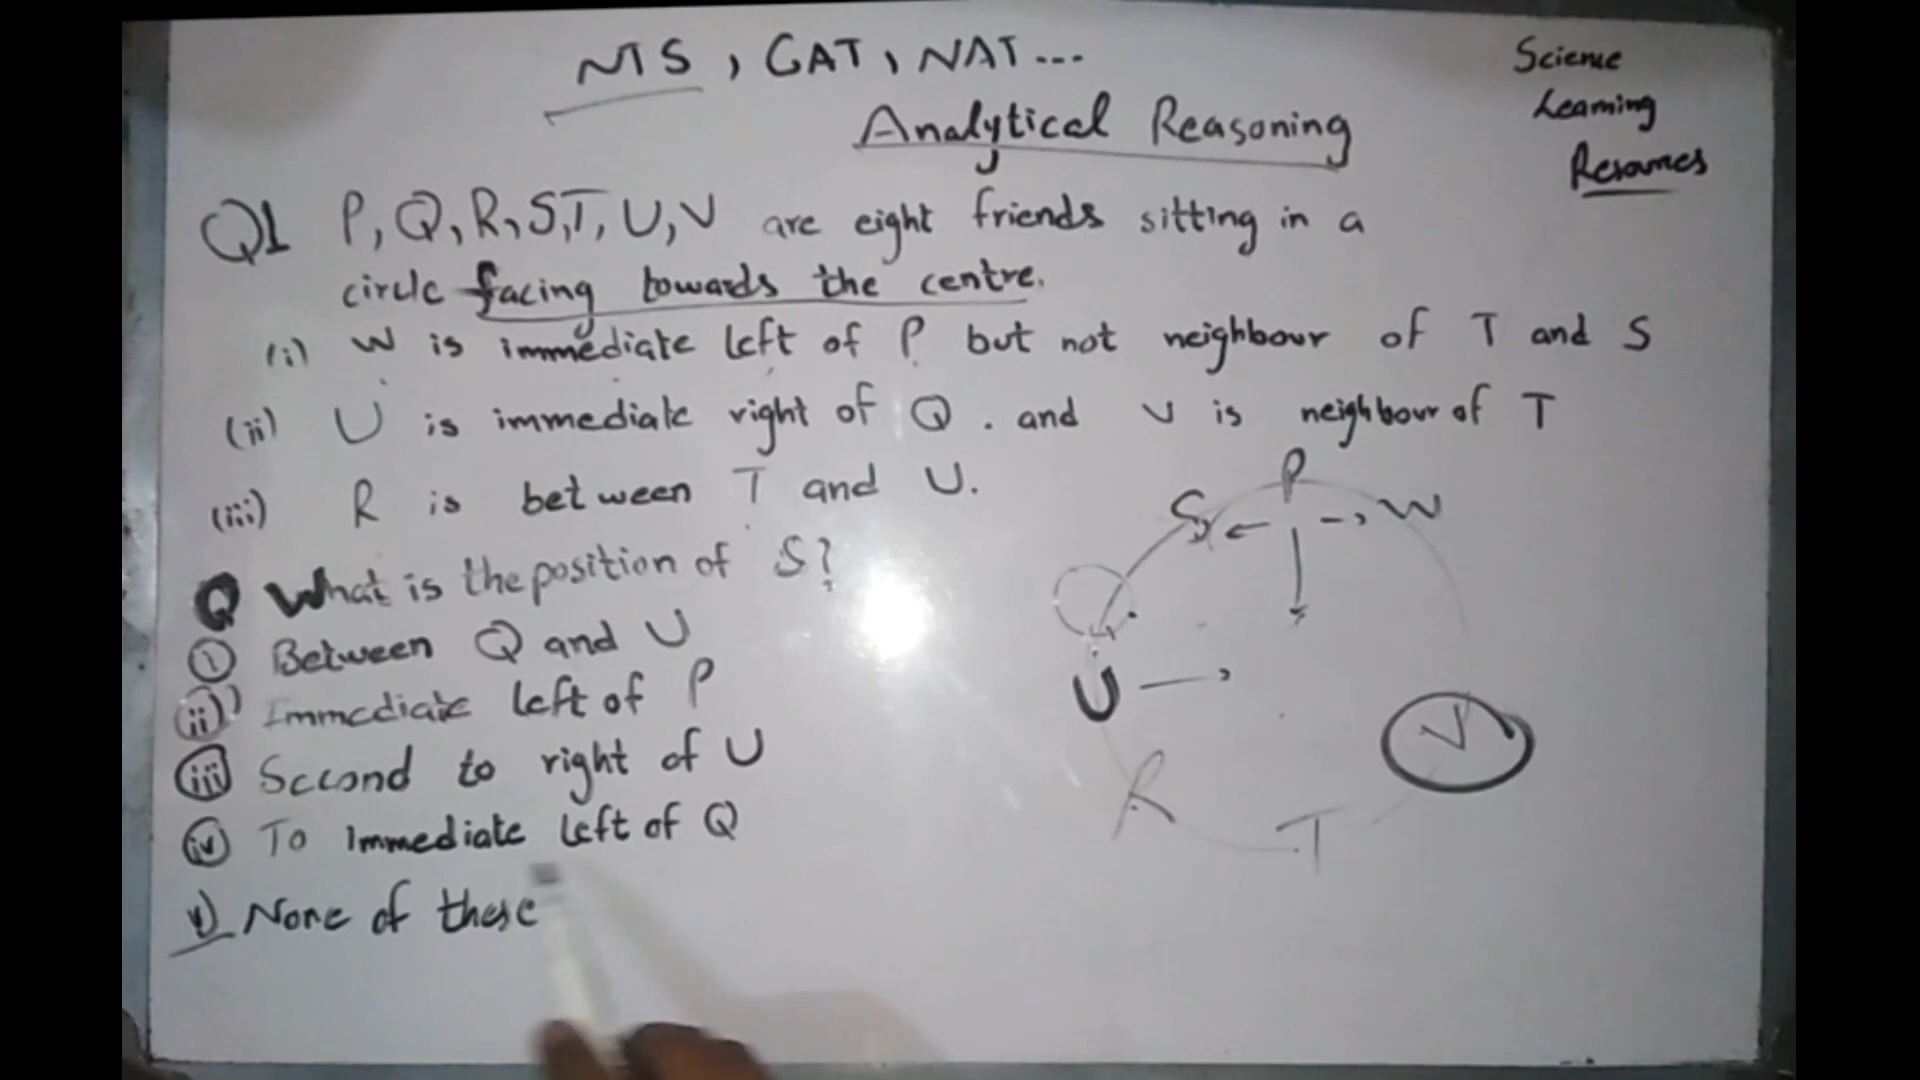 NTS, GAT, NAT...
Analytical Reasoning
Science
Learning
Resources
Q1 P, Q, R, S, T, U, V are eight friends sitting in a
circle facing towards the centre.
(i) W is immediate left of P but not neighbour of T and S
(ii) U is immediate right of Q. and V is neighbour of T
(iii) R is between T and U.
Q What is the position of S?
i Between Q and U
ii) Immediate left of P
iii Second to right of U
iv To immediate left of Q
v) None of these
P
S W
U
V
R
T